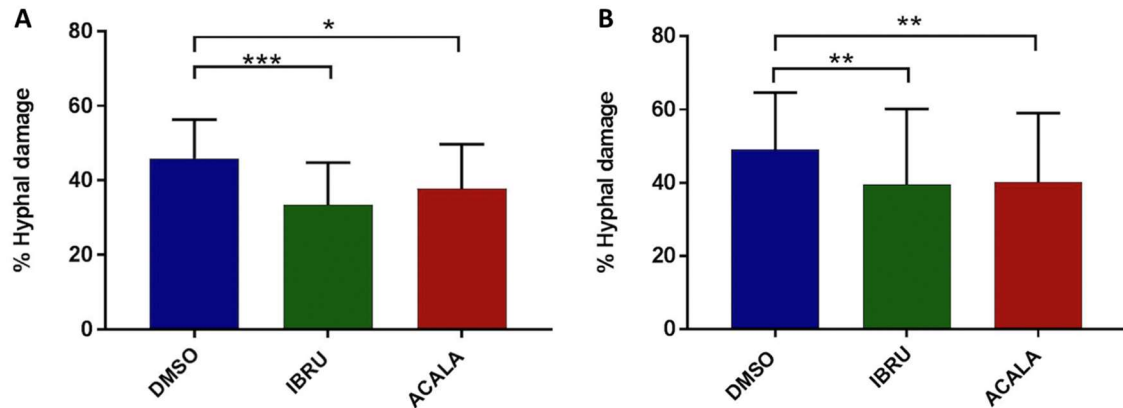 A
% Hyphal damage
80
60
40
20
0
*
***
DMSO
IBRU
ACALA
B
% Hyphal damage
80
60
40
20
0
**
**
DMSO
IBRU
ACALA